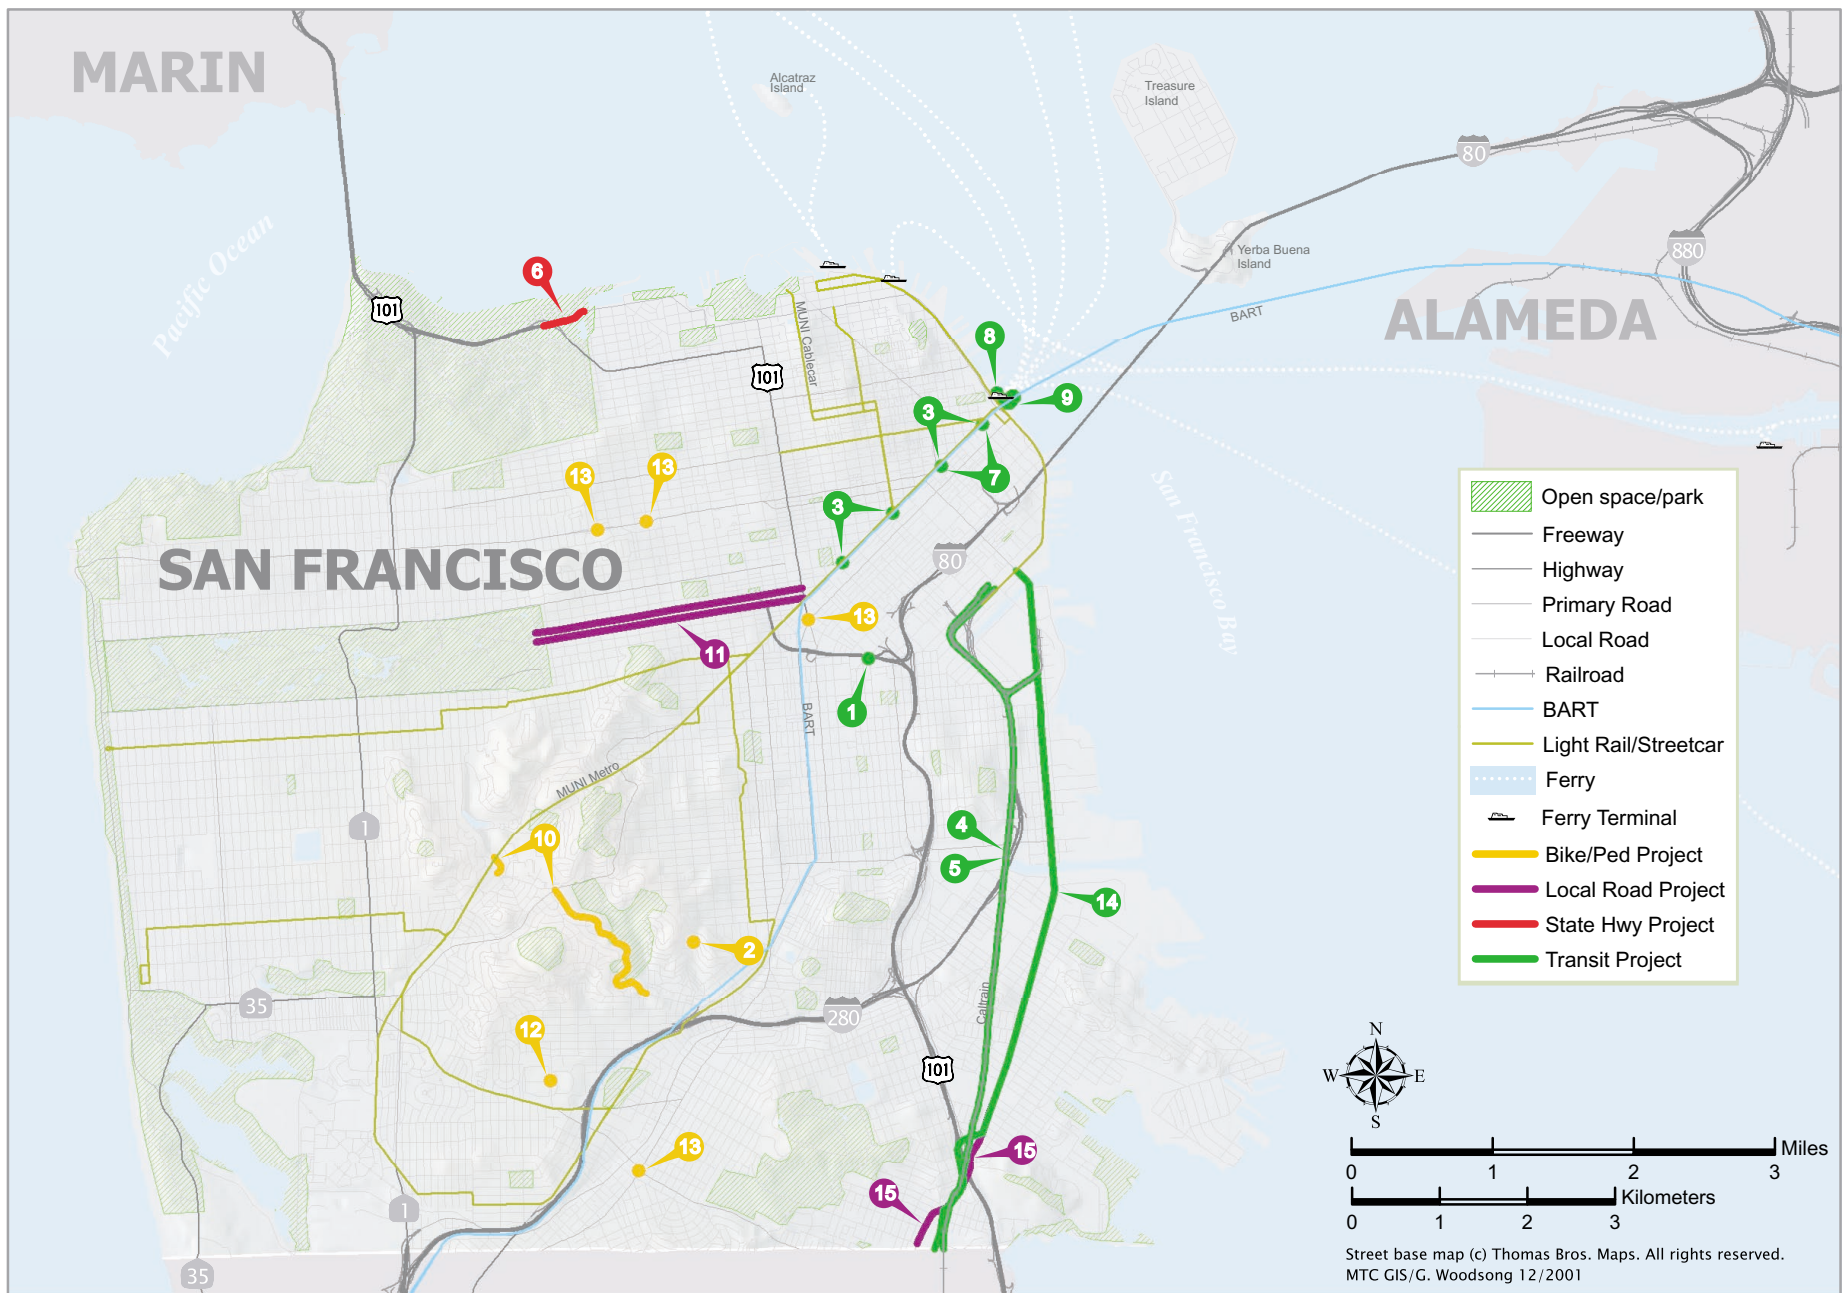 MARIN
Alcatraz
Island
Treasure
Island
80
Pacific Ocean
880
Yerba Buena
Island
6
101
ALAMEDA
BART
MUNI Cablecar
8
101
9
3
13
13
7
3
San Francisco Bay
SAN FRANCISCO
80
13
11
1
BART
MUNI Metro
1
10
4
5
14
2
35
Caltrain
280
12
101
13
15
15
1
35
Open space/park
Freeway
Highway
Primary Road
Local Road
Railroad
BART
Light Rail/Streetcar
Ferry
Ferry Terminal
Bike/Ped Project
Local Road Project
State Hwy Project
Transit Project
N
W E
S
Miles
0 1 2 3
Kilometers
0 1 2 3
Street base map (c) Thomas Bros. Maps. All rights reserved.
MTC GIS/G. Woodsong 12/2001